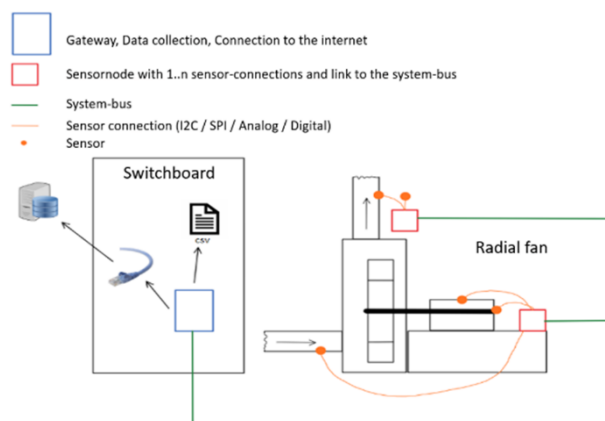 Gateway, Data collection, Connection to the internet
Sensornode with 1..n sensor-connections and link to the system-bus
System-bus
Sensor connection (I2C / SPI / Analog / Digital)
Sensor
Switchboard
CSV
Radial fan